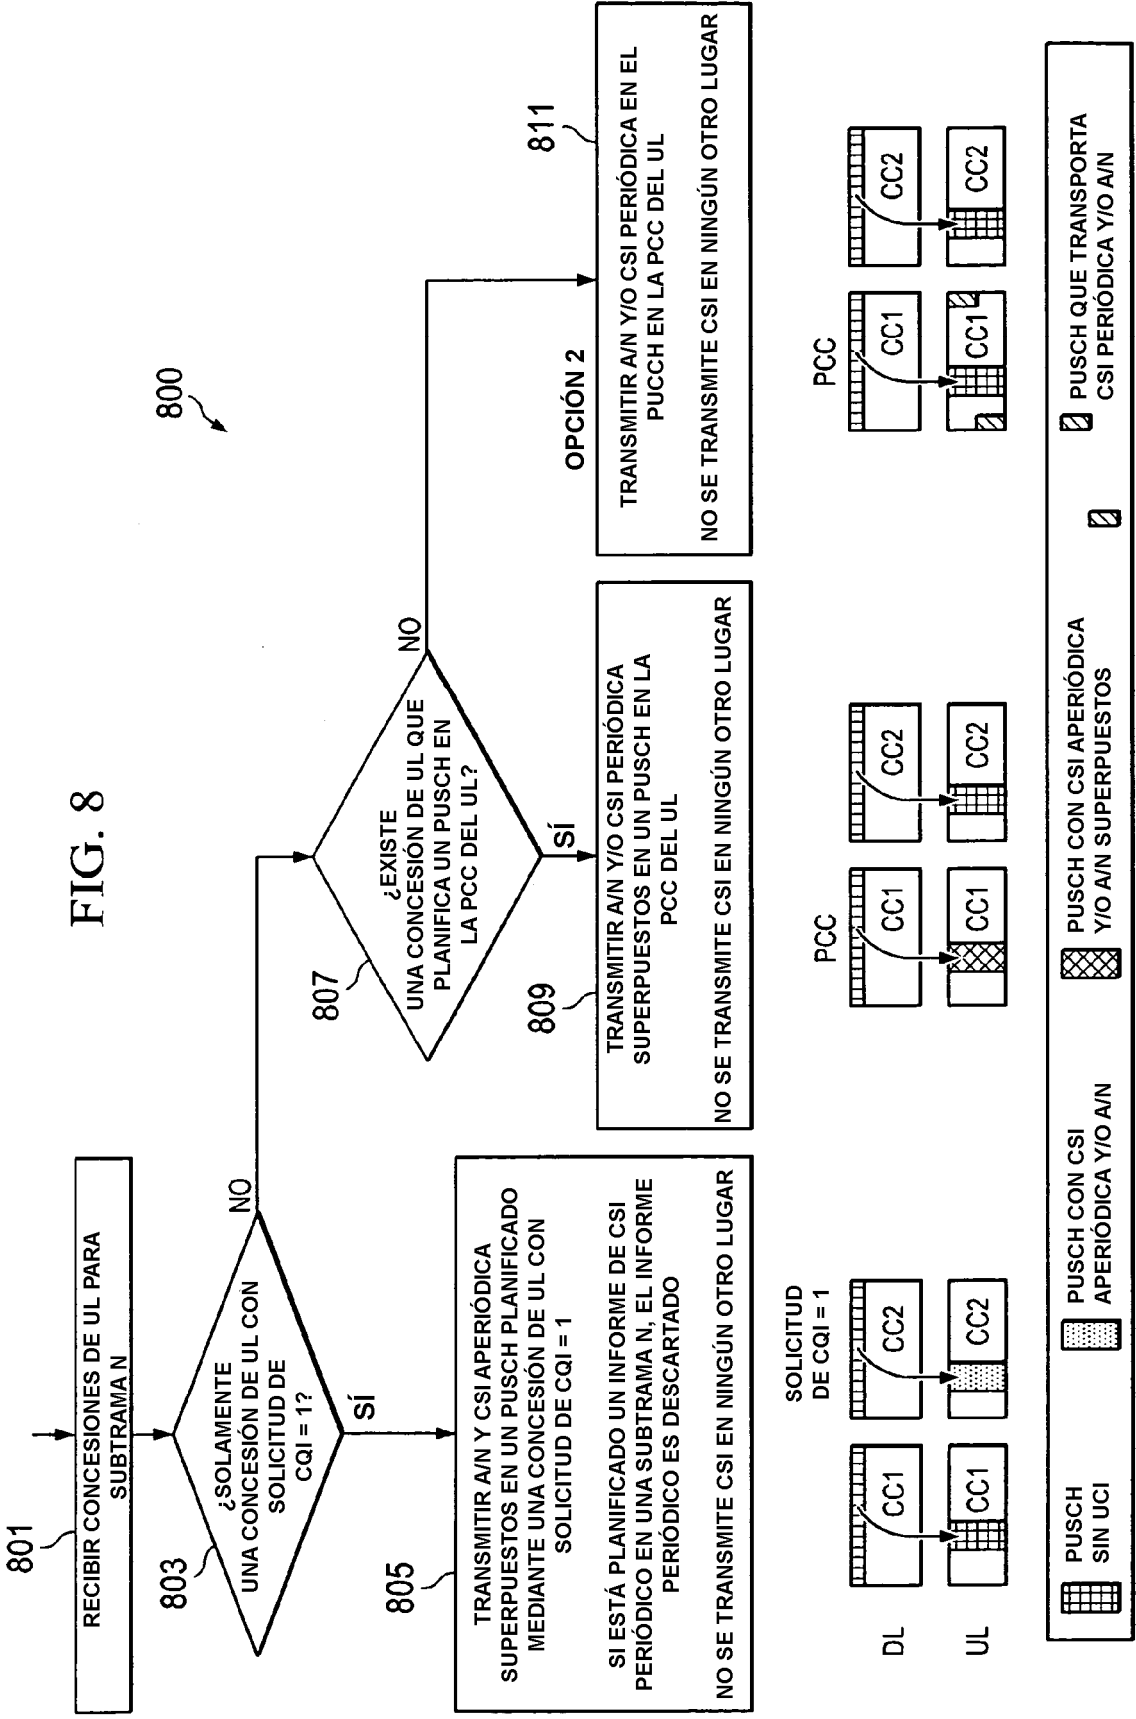 FIG. 8
800
801
RECIBIR CONCESIONES DE UL PARA
SUBTRAMA N
803
¿SOLAMENTE
UNA CONCESIÓN DE UL CON
SOLICITUD DE
CQI = 1?
NO
SÍ
805
TRANSMITIR A/N Y CSI APERIÓDICA
SUPERPUESTOS EN UN PUSCH PLANIFICADO
MEDIANTE UNA CONCESIÓN DE UL CON
SOLICITUD DE CQI = 1
SI ESTÁ PLANIFICADO UN INFORME DE CSI
PERIÓDICO EN UNA SUBTRAMA N, EL INFORME
PERIÓDICO ES DESCARTADO
NO SE TRANSMITE CSI EN NINGÚN OTRO LUGAR
807
¿EXISTE
UNA CONCESIÓN DE UL QUE
PLANIFICA UN PUSCH EN
LA PCC DEL UL?
NO
SÍ
809
TRANSMITIR A/N Y/O CSI PERIÓDICA
SUPERPUESTOS EN UN PUSCH EN LA
PCC DEL UL
NO SE TRANSMITE CSI EN NINGÚN OTRO LUGAR
OPCIÓN 2
811
TRANSMITIR A/N Y/O CSI PERIÓDICA EN EL
PUCCH EN LA PCC DEL UL
NO SE TRANSMITE CSI EN NINGÚN OTRO LUGAR
SOLICITUD
DE CQI = 1
PCC
PCC
DL
CC1
CC2
CC1
CC2
CC1
CC2
UL
CC1
CC2
CC1
CC2
CC1
CC2
PUSCH
SIN UCI
PUSCH CON CSI
APERIÓDICA Y/O A/N
PUSCH CON CSI APERIÓDICA
Y/O A/N SUPERPUESTOS
PUSCH QUE TRANSPORTA
CSI PERIÓDICA Y/O A/N